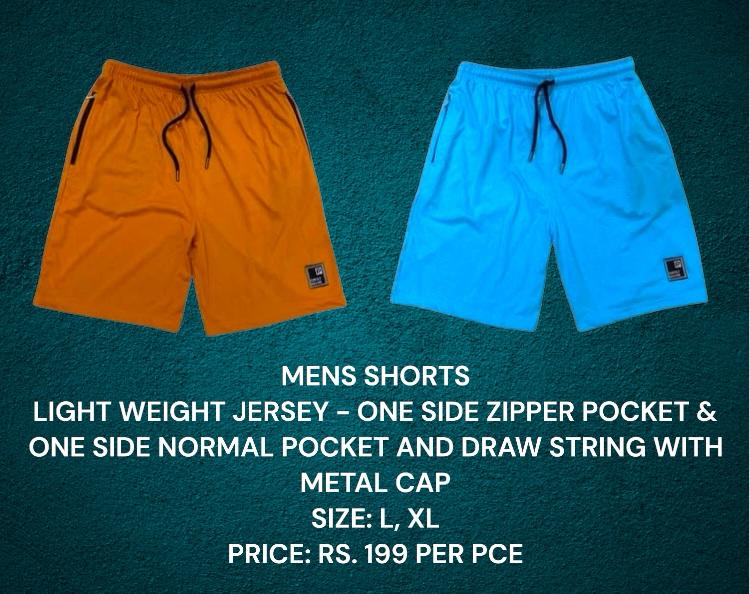 MENS SHORTS
LIGHT WEIGHT JERSEY - ONE SIDE ZIPPER POCKET &
ONE SIDE NORMAL POCKET AND DRAW STRING WITH
METAL CAP
SIZE: L, XL
PRICE: RS. 199 PER PCE